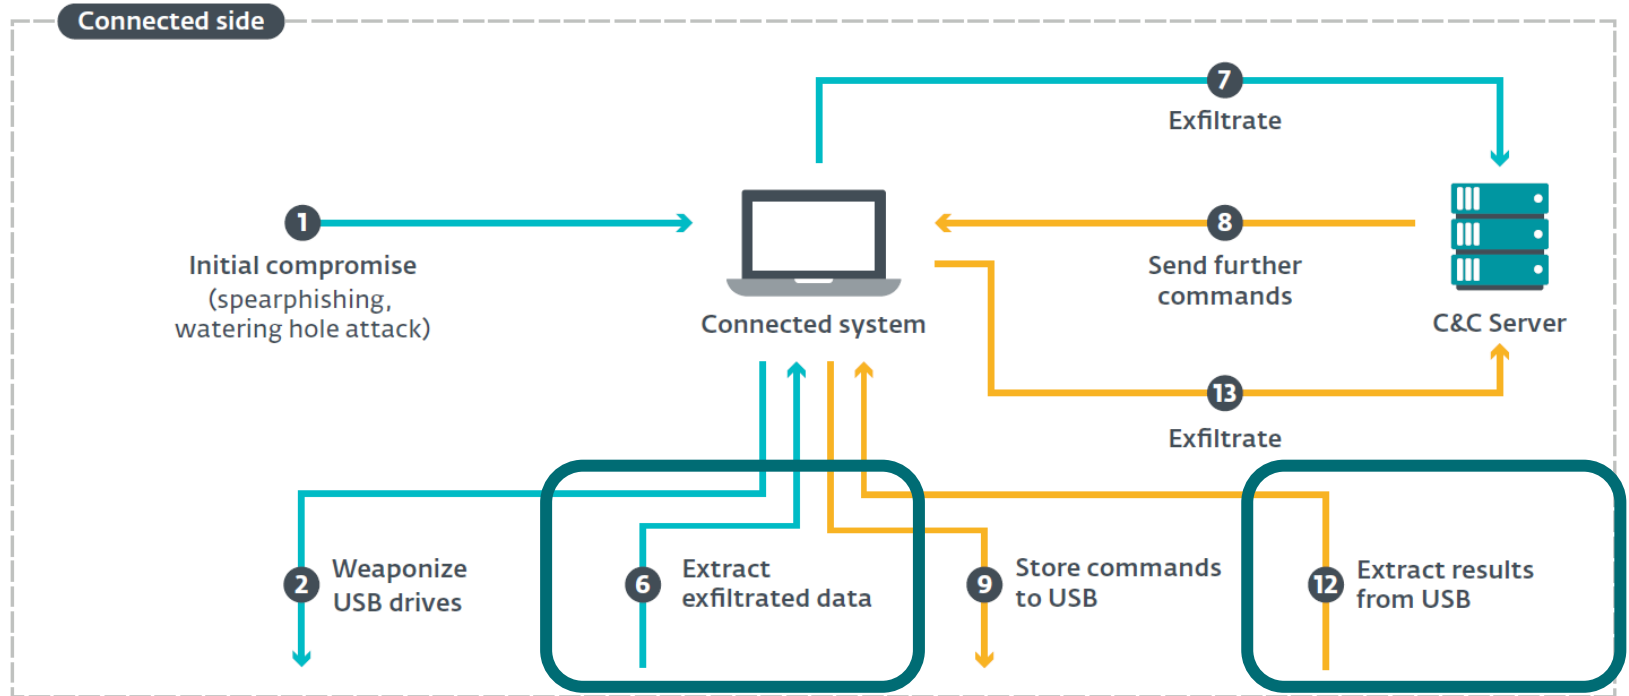 Connected side
7
Exfiltrate
1
Initial compromise
(spearphishing,
watering hole attack)
Connected system
8
Send further
commands
C&C Server
13
Exfiltrate
2
Weaponize
USB drives
6
Extract
exfiltrated data
9
Store commands
to USB
12
Extract results
from USB